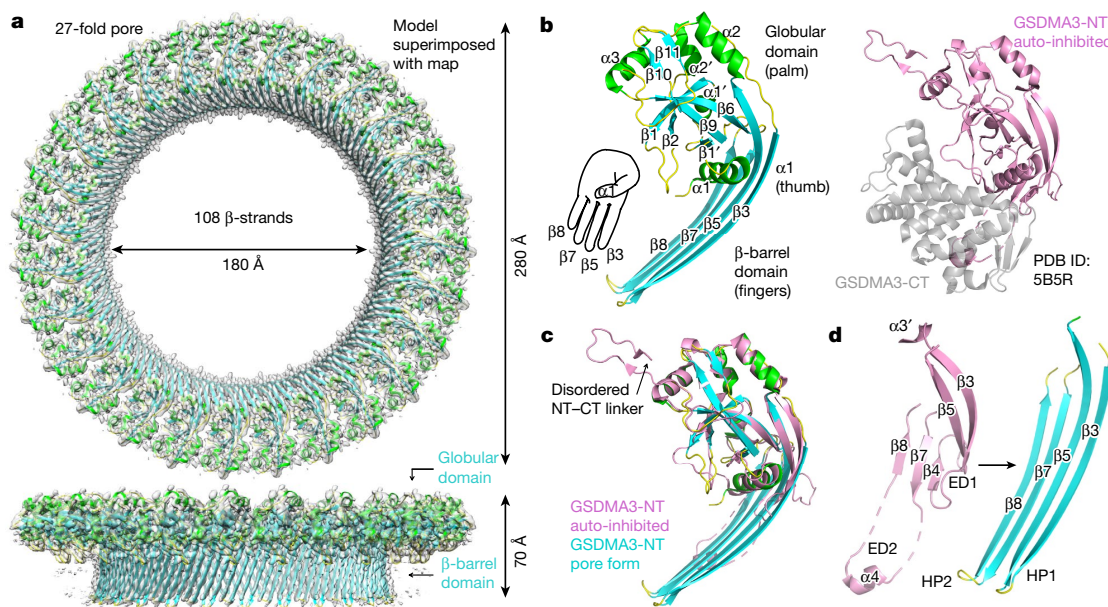 a
27-fold pore
Model
superimposed
with map
108 β-strands
180 Å
280 Å
Globular
domain
70 Å
β-barrel
domain
b
α3
β11
β10
α2′
α2
α1′
β6
β1
β2
β9
β1′
α1
Globular
domain
(palm)
α1
(thumb)
α1
β8
β7
β5
β3
β8
β7
β5
β3
β-barrel
domain
(fingers)
GSDMA3-NT
auto-inhibited
GSDMA3-CT
PDB ID:
5B5R
c
Disordered
NT–CT linker
GSDMA3-NT
auto-inhibited
GSDMA3-NT
pore form
d
α3′
β3
β5
β8
β7
β4
ED1
ED2
α4
β3
β5
β7
β8
HP2
HP1